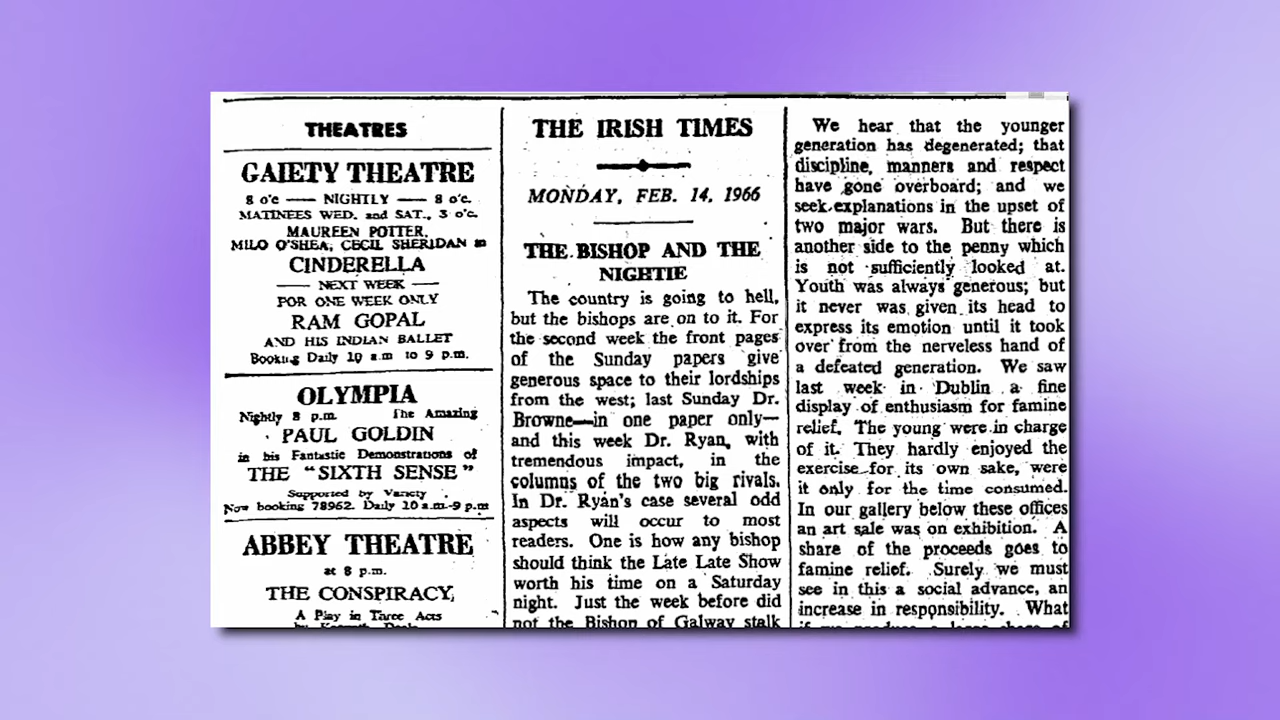 THEATRES
GAIETY THEATRE
8 o'c — NIGHTLY — 8 o'c.
MATINEES WED. and SAT., 3 o'c.
MAUREEN POTTER,
MILO O'SHEA, CECIL SHERIDAN in
CINDERELLA
— NEXT WEEK —
FOR ONE WEEK ONLY
RAM GOPAL
AND HIS INDIAN BALLET
Booking Daily 10 a.m to 9 p.m.
OLYMPIA
Nightly 8 p.m. The Amazing
PAUL GOLDIN
in his Fantastic Demonstrations of
THE "SIXTH SENSE"
Supported by Variety
Now booking 78962. Daily 10 a.m.-9 p.m
ABBEY THEATRE
at 8 p.m.
THE CONSPIRACY,
A Play in Three Acts
by
THE IRISH TIMES
MONDAY, FEB. 14, 1966
THE BISHOP AND THE
NIGHTIE
The country is going to hell,
but the bishops are on to it. For
the second week the front pages
of the Sunday papers give
generous space to their lordships
from the west; last Sunday Dr.
Browne—in one paper only—
and this week Dr. Ryan, with
tremendous impact, in the
columns of the two big rivals.
In Dr. Ryan's case several odd
aspects will occur to most
readers. One is how any bishop
should think the Late Late Show
worth his time on a Saturday
night. Just the week before did
not the Bishop of Galway stalk
We hear that the younger
generation has degenerated; that
discipline, manners and respect
have gone overboard; and we
seek explanations in the upset of
two major wars. But there is
another side to the penny which
is not sufficiently looked at.
Youth was always generous; but
it never was given its head to
express its emotion until it took
over from the nerveless hand of
a defeated generation. We saw
last week in Dublin a fine
display of enthusiasm for famine
relief. The young were in charge
of it. They hardly enjoyed the
exercise for its own sake, were
it only for the time consumed.
In our gallery below these offices
an art sale was on exhibition. A
share of the proceeds goes to
famine relief. Surely we must
see in this a social advance, an
increase in responsibility. What